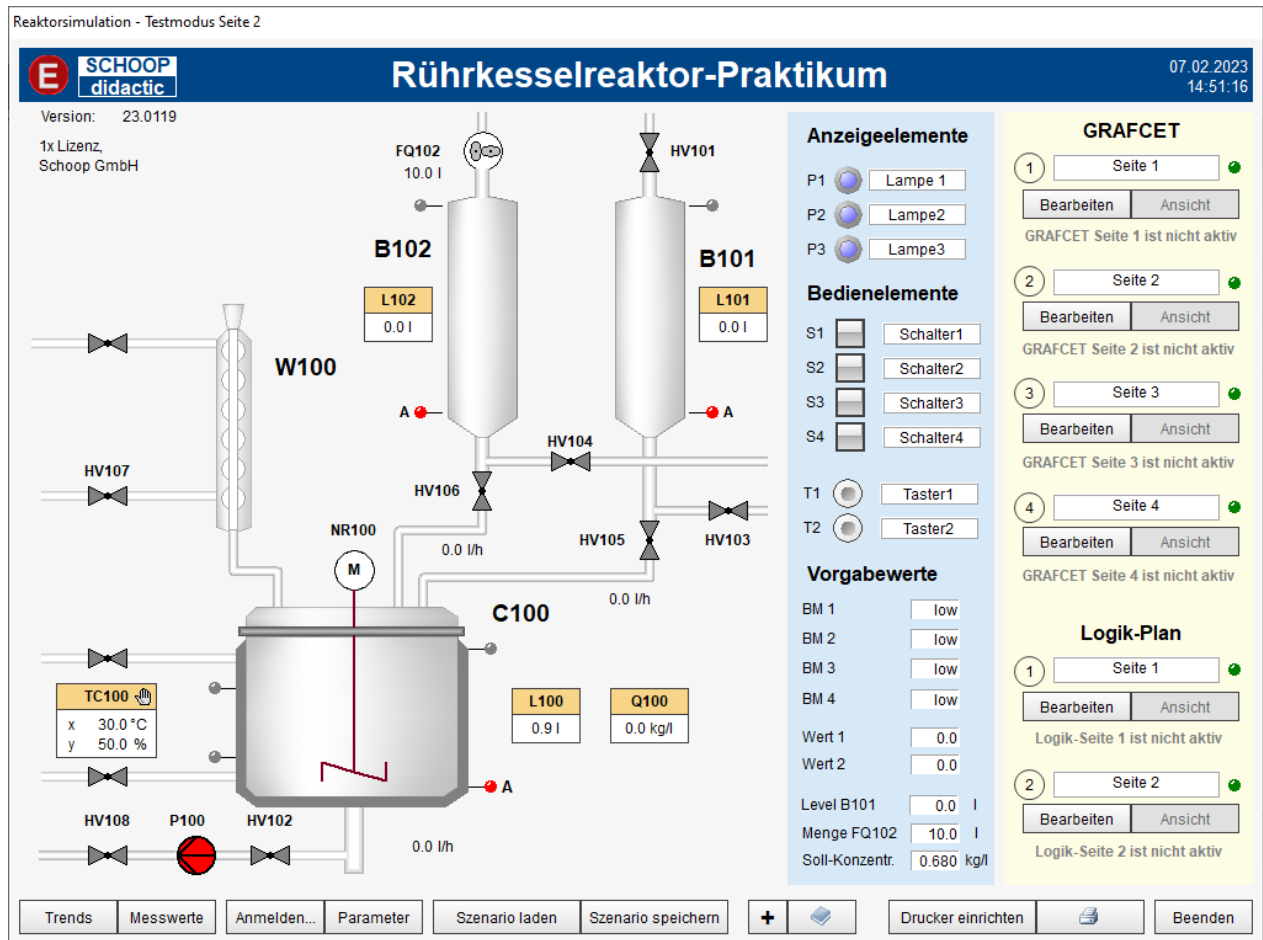 Reaktorsimulation - Testmodus Seite 2
E SCHOOP didactic
Rührkesselreaktor-Praktikum
07.02.2023
14:51:16
Version: 23.0119
1x Lizenz,
Schoop GmbH
FQ102
10.0 l
HV101
B102
B101
L102
0.0 l
L101
0.0 l
W100
A
A
HV104
HV107
HV106
NR100
M
0.0 l/h
HV105
HV103
0.0 l/h
C100
TC100
x 30.0 °C
y 50.0 %
L100
0.9 l
Q100
0.0 kg/l
A
HV108
P100
HV102
0.0 l/h
Anzeigeelemente
P1 Lampe 1
P2 Lampe2
P3 Lampe3
Bedienelemente
S1 Schalter1
S2 Schalter2
S3 Schalter3
S4 Schalter4
T1 Taster1
T2 Taster2
Vorgabewerte
BM 1 low
BM 2 low
BM 3 low
BM 4 low
Wert 1 0.0
Wert 2 0.0
Level B101 0.0 l
Menge FQ102 10.0 l
Soll-Konzentr. 0.680 kg/l
GRAFCET
1 Seite 1
Bearbeiten Ansicht
GRAFCET Seite 1 ist nicht aktiv
2 Seite 2
Bearbeiten Ansicht
GRAFCET Seite 2 ist nicht aktiv
3 Seite 3
Bearbeiten Ansicht
GRAFCET Seite 3 ist nicht aktiv
4 Seite 4
Bearbeiten Ansicht
GRAFCET Seite 4 ist nicht aktiv
Logik-Plan
1 Seite 1
Bearbeiten Ansicht
Logik-Seite 1 ist nicht aktiv
2 Seite 2
Bearbeiten Ansicht
Logik-Seite 2 ist nicht aktiv
Trends Messwerte Anmelden... Parameter Szenario laden Szenario speichern + Drucker einrichten Beenden